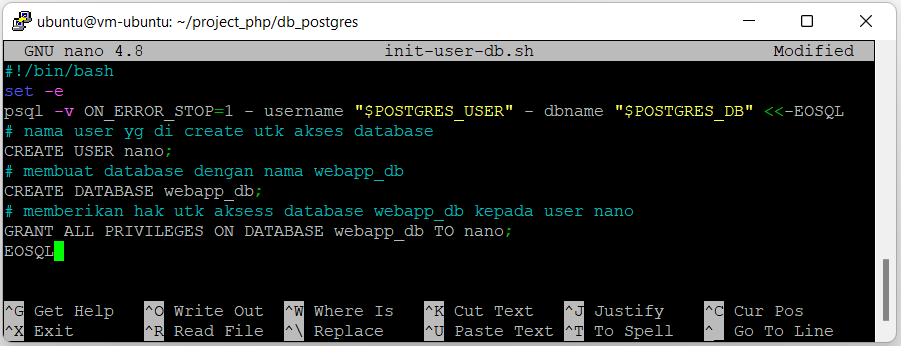 ubuntu@vm-ubuntu: ~/project_php/db_postgres
GNU nano 4.8 init-user-db.sh Modified
#!/bin/bash
set -e
psql -v ON_ERROR_STOP=1 - username "$POSTGRES_USER" - dbname "$POSTGRES_DB" <<-EOSQL
# nama user yg di create utk akses database
CREATE USER nano;
# membuat database dengan nama webapp_db
CREATE DATABASE webapp_db;
# memberikan hak utk aksess database webapp_db kepada user nano
GRANT ALL PRIVILEGES ON DATABASE webapp_db TO nano;
EOSQL
^G Get Help ^O Write Out ^W Where Is ^K Cut Text ^J Justify ^C Cur Pos
^X Exit ^R Read File ^\ Replace ^U Paste Text ^T To Spell ^_ Go To Line